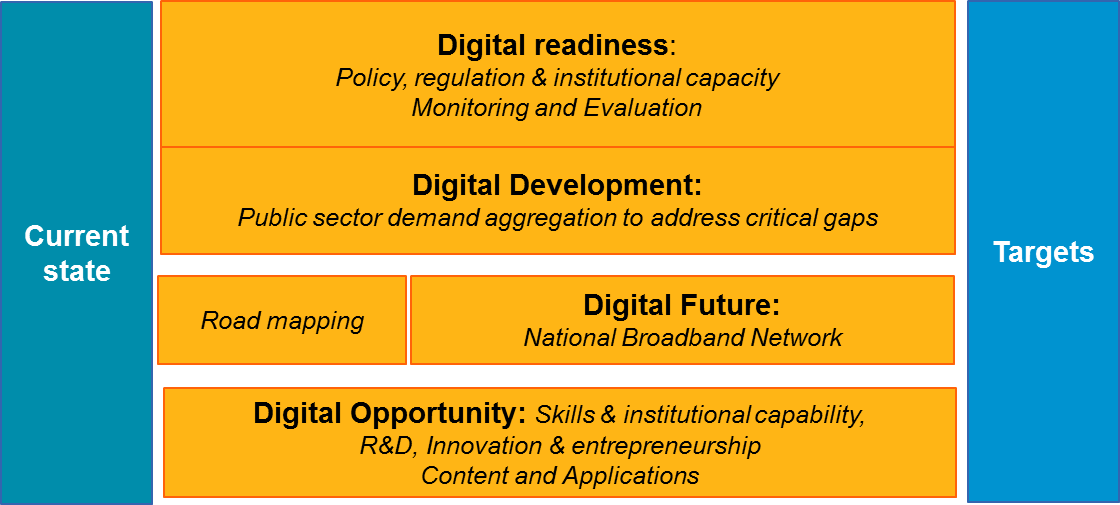 Current
state
Digital readiness:
Policy, regulation & institutional capacity
Monitoring and Evaluation
Digital Development:
Public sector demand aggregation to address critical gaps
Road mapping
Digital Future:
National Broadband Network
Digital Opportunity: Skills & institutional capability,
R&D, Innovation & entrepreneurship
Content and Applications
Targets